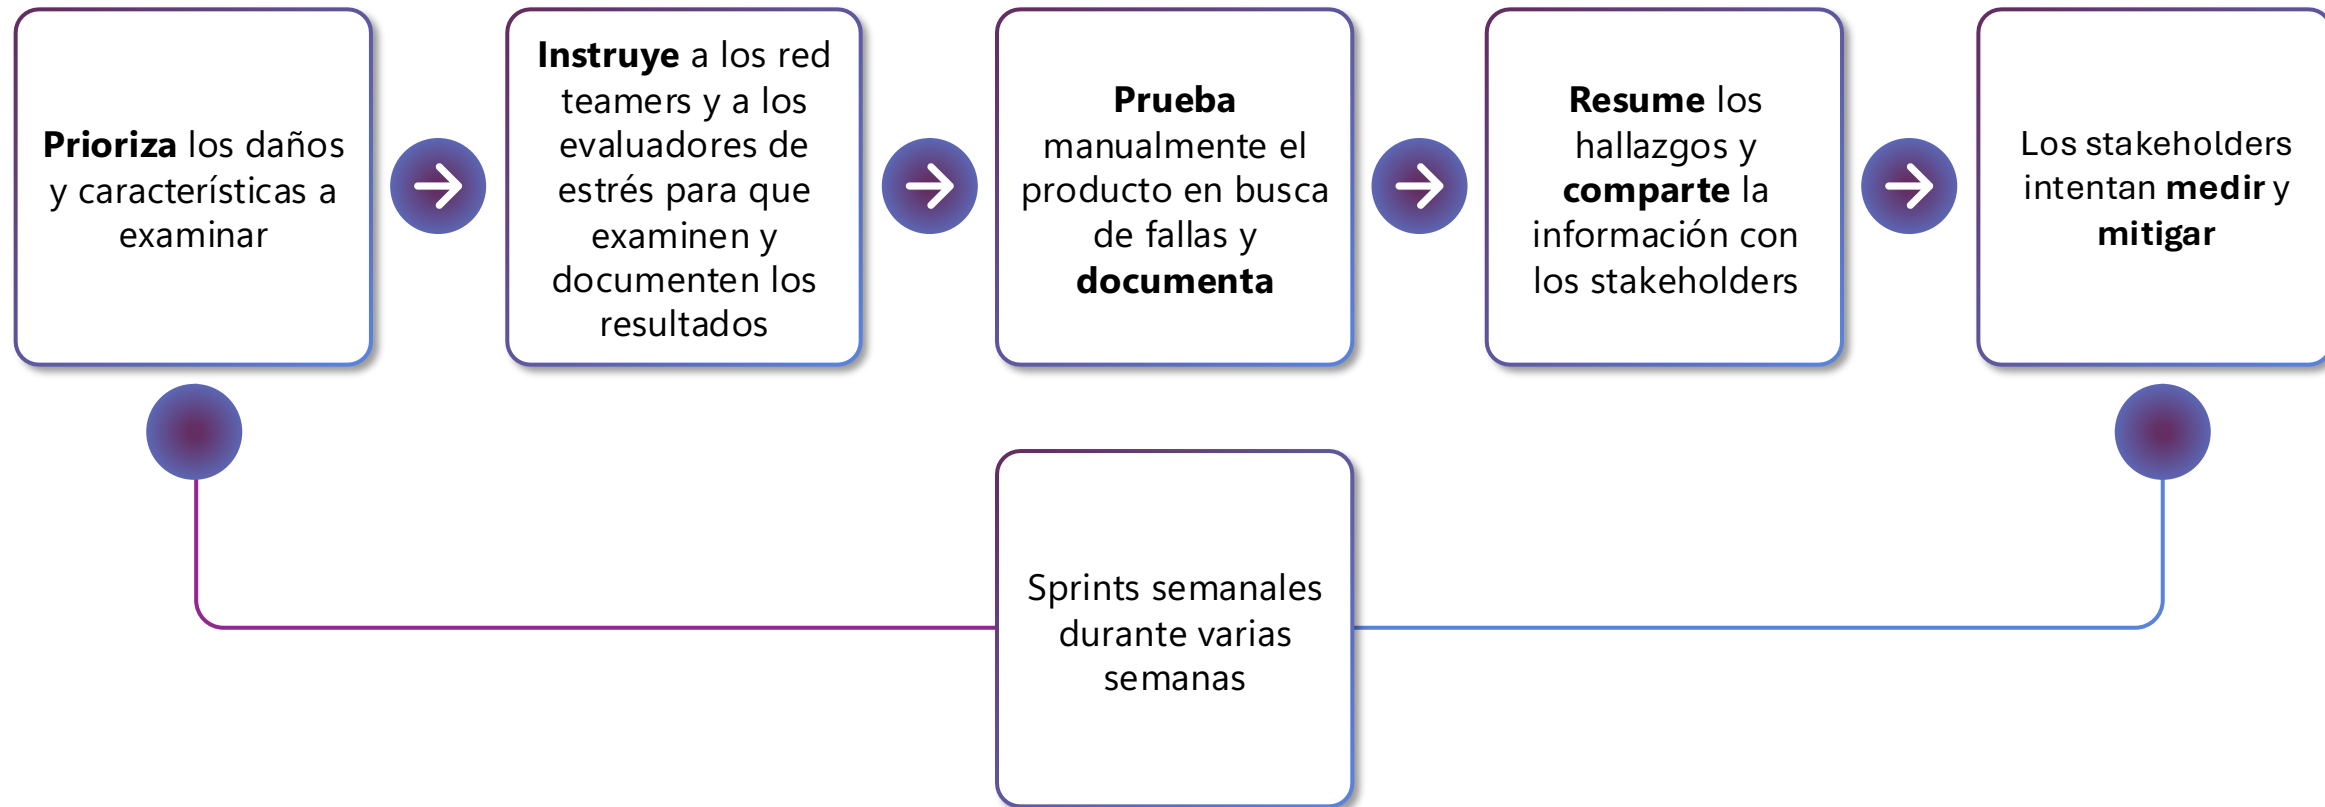 Prioriza los daños
y características a
examinar
Instruye a los red
teamers y a los
evaluadores de
estrés para que
examinen y
documenten los
resultados
Prueba
manualmente el
producto en busca
de fallas y
documenta
Resume los
hallazgos y
comparte la
información con
los stakeholders
Los stakeholders
intentan medir y
mitigar
Sprints semanales
durante varias
semanas